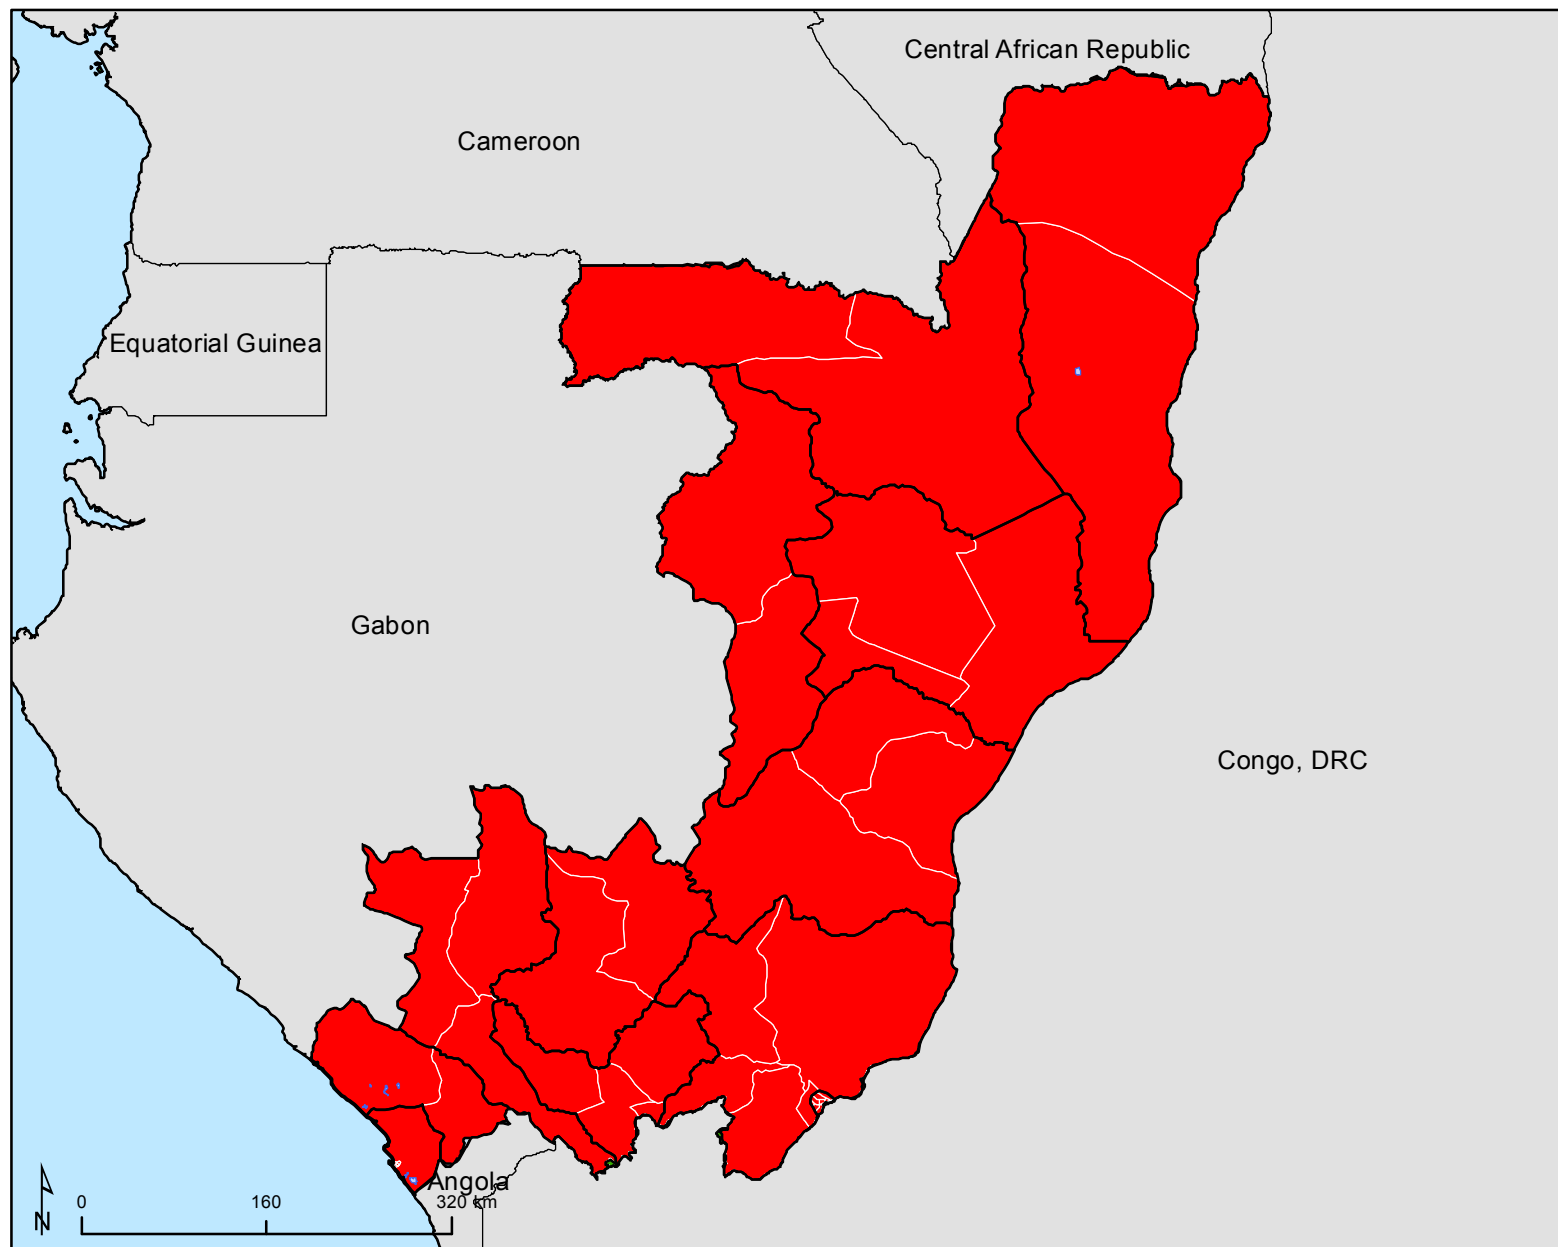 Central African Republic
Cameroon
Equatorial Guinea
Gabon
Congo, DRC
Angola
0 160 320 km
N